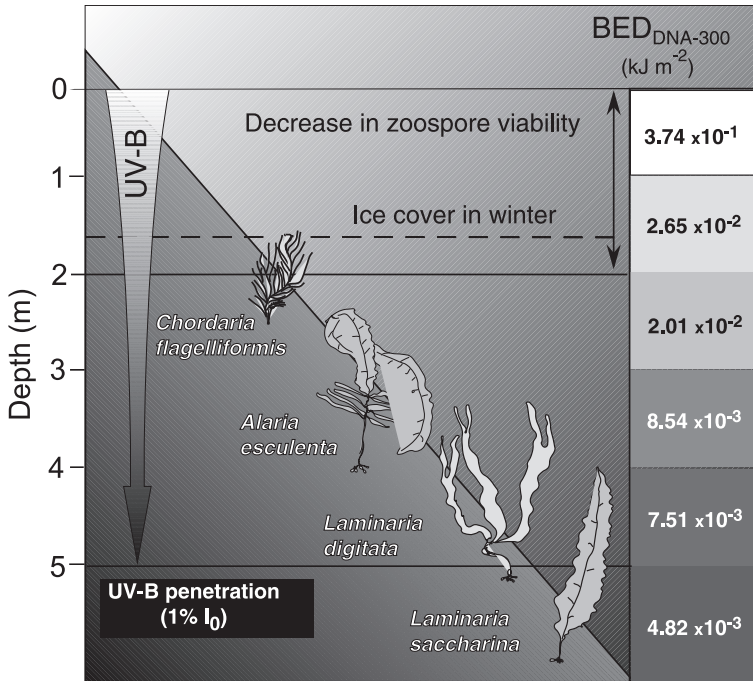 BED_DNA-300
(kJ m⁻²)
0
1
2
3
4
5
Depth (m)
UV-B
Decrease in zoospore viability
Ice cover in winter
Chordaria
flagelliformis
Alaria
esculenta
Laminaria
digitata
Laminaria
saccharina
UV-B penetration
(1% I₀)
3.74 x10⁻¹
2.65 x10⁻²
2.01 x10⁻²
8.54 x10⁻³
7.51 x10⁻³
4.82 x10⁻³